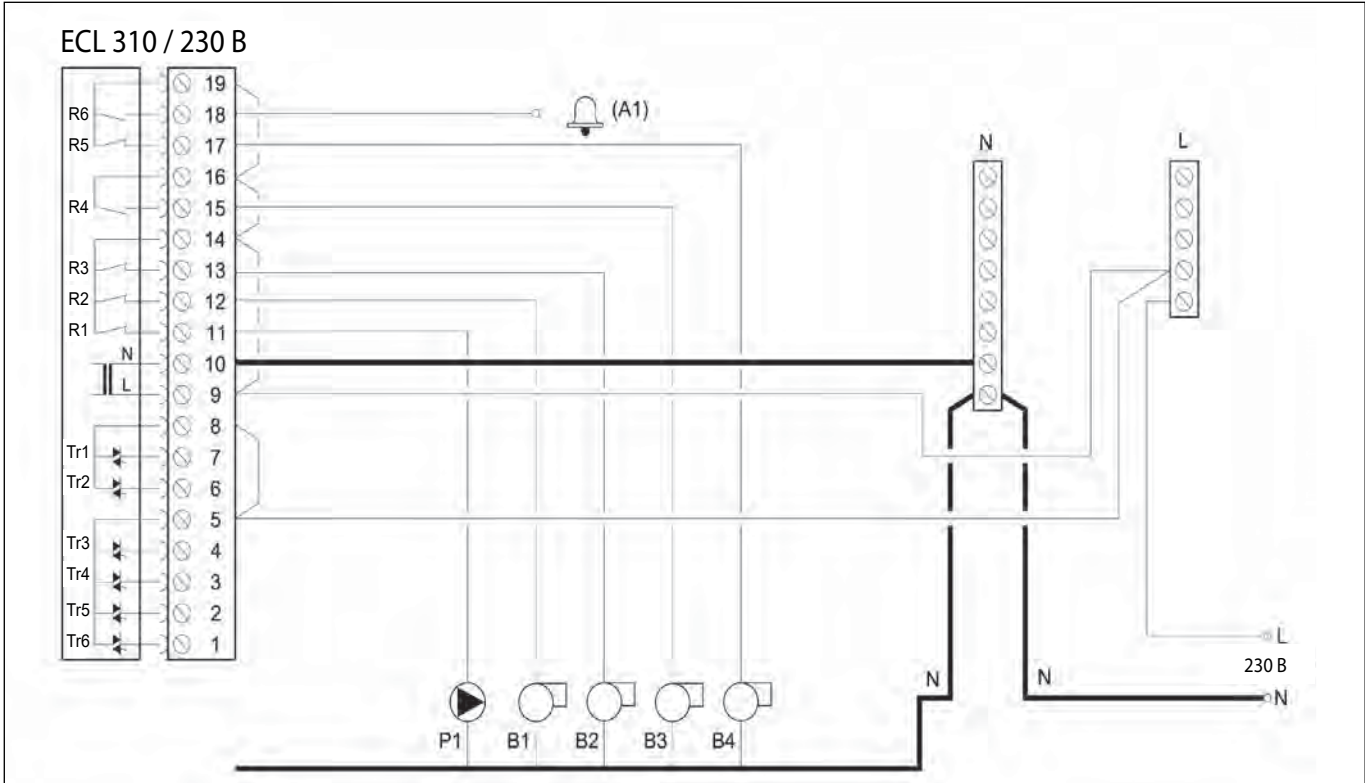 ECL 310 / 230 В
19
R6 18 (A1)
R5 17
N L
16
R4 15
14
R3 13
R2 12
R1 11
N 10
L 9
8
Tr1 7
Tr2 6
5
Tr3 4
Tr4 3
Tr5 2
Tr6 1
L
230 В
N N N
P1 B1 B2 B3 B4